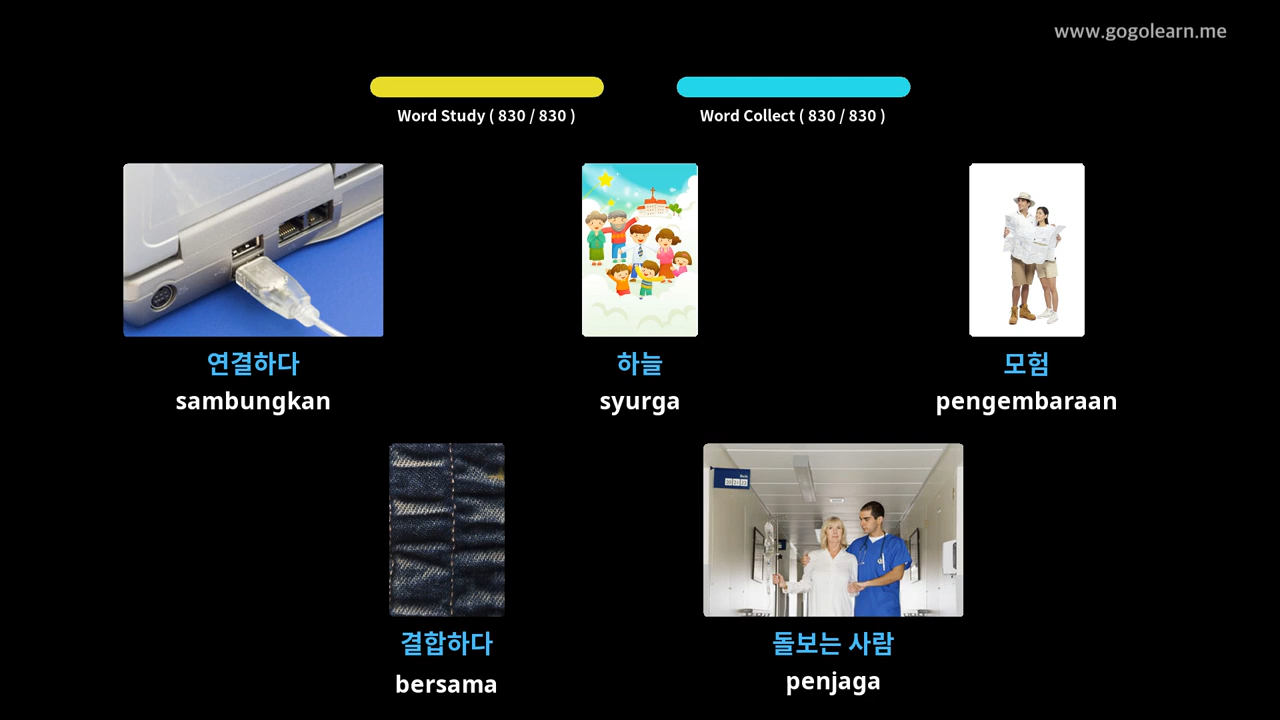 www.gogolearn.me
Word Study ( 830 / 830 )
Word Collect ( 830 / 830 )
연결하다
sambungkan
하늘
syurga
모험
pengembaraan
결합하다
bersama
돌보는 사람
penjaga